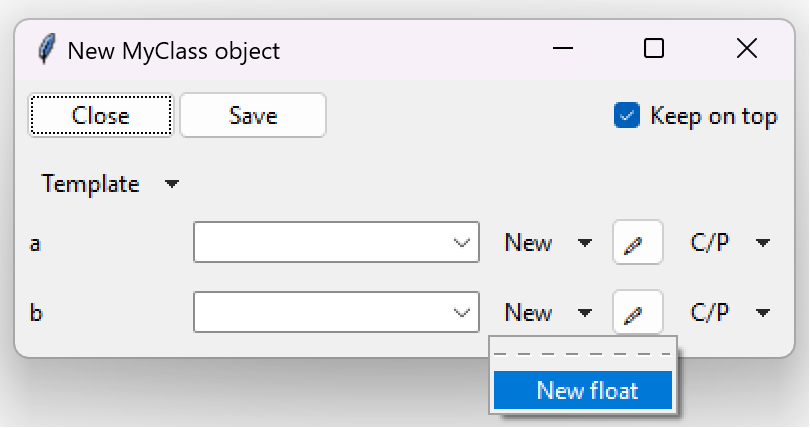 New MyClass object
Close Save Keep on top
Template
a New C/P
b New C/P
New float